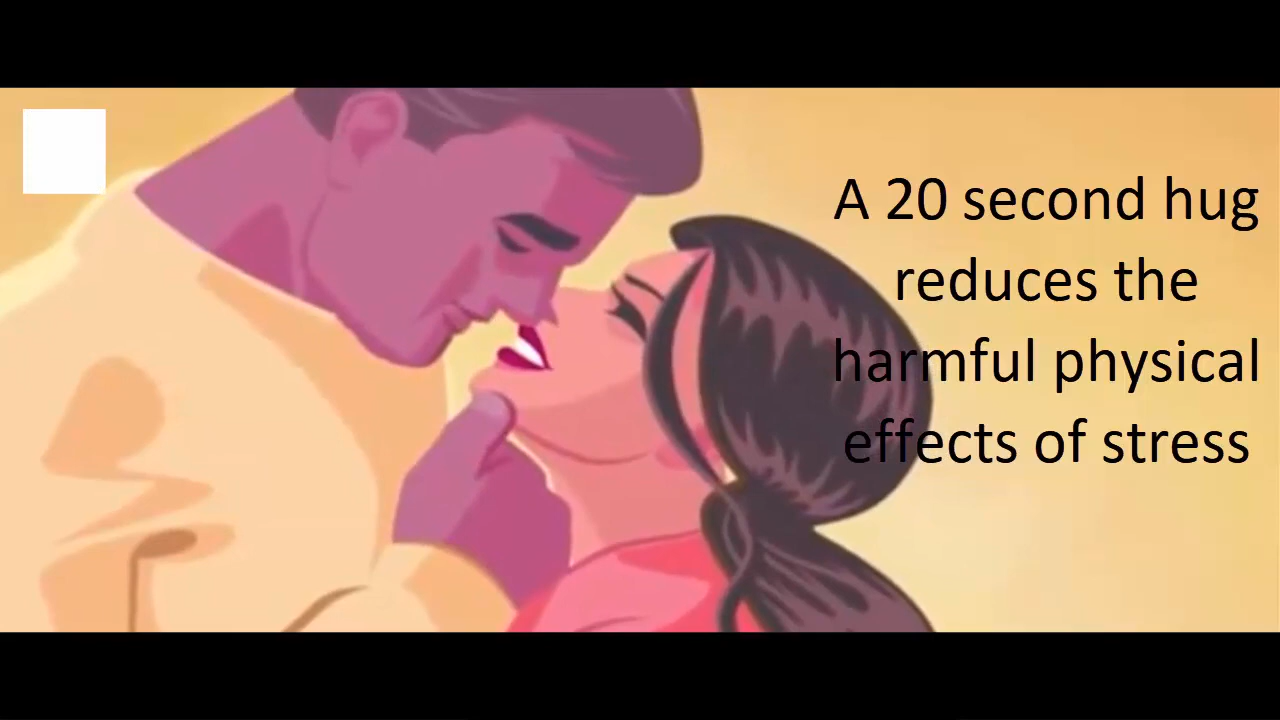 A 20 second hug
reduces the
harmful physical
effects of stress